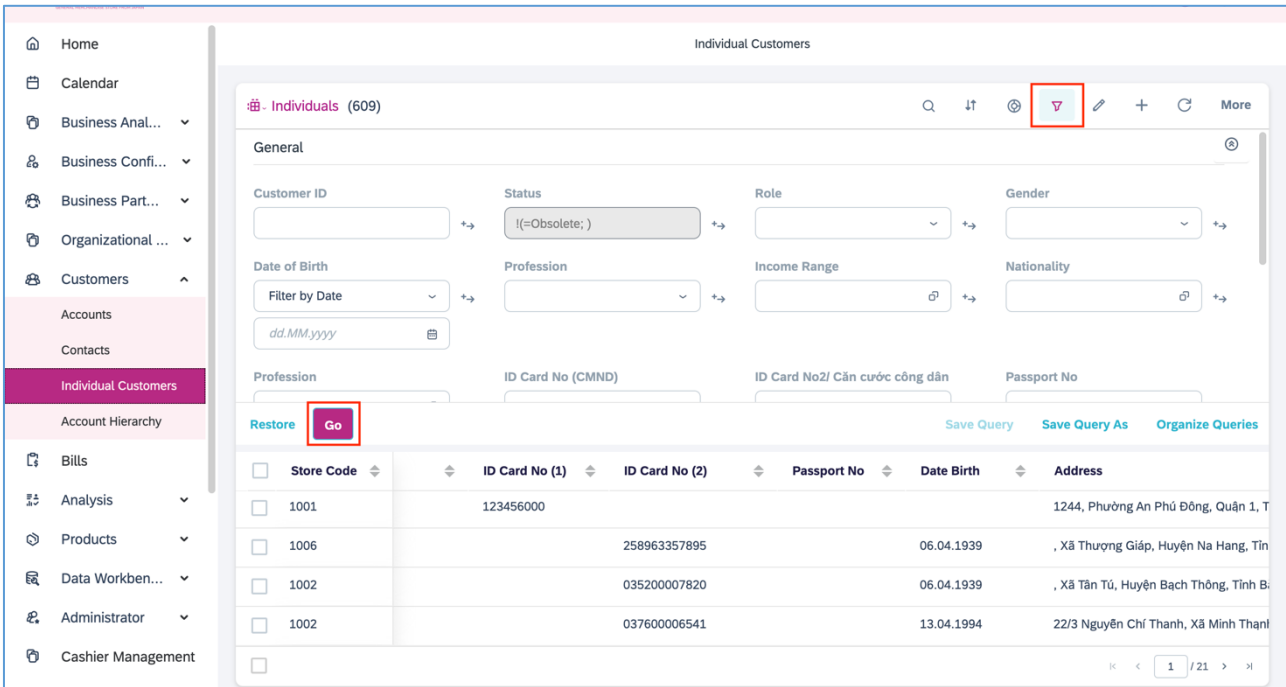 Home
Individual Customers
Calendar
Individuals (609)
More
Business Anal...
General
Business Confi...
Customer ID
Status
Role
Gender
Business Part...
!(=Obsolete; )
Organizational ...
Date of Birth
Profession
Income Range
Nationality
Customers
Filter by Date
Accounts
dd.MM.yyyy
Contacts
Individual Customers
Profession
ID Card No (CMND)
ID Card No2/ Căn cước công dân
Passport No
Account Hierarchy
Restore
Go
Save Query
Save Query As
Organize Queries
Bills
Store Code
ID Card No (1)
ID Card No (2)
Passport No
Date Birth
Address
Analysis
1001
123456000
1244, Phường An Phú Đông, Quận 1, T
Products
1006
258963357895
06.04.1939
, Xã Thượng Giáp, Huyện Na Hang, Tỉn
Data Workben...
1002
035200007820
06.04.1939
, Xã Tân Tú, Huyện Bạch Thông, Tỉnh Bắ
Administrator
1002
037600006541
13.04.1994
22/3 Nguyễn Chí Thanh, Xã Minh Thạnh
Cashier Management
1 / 21